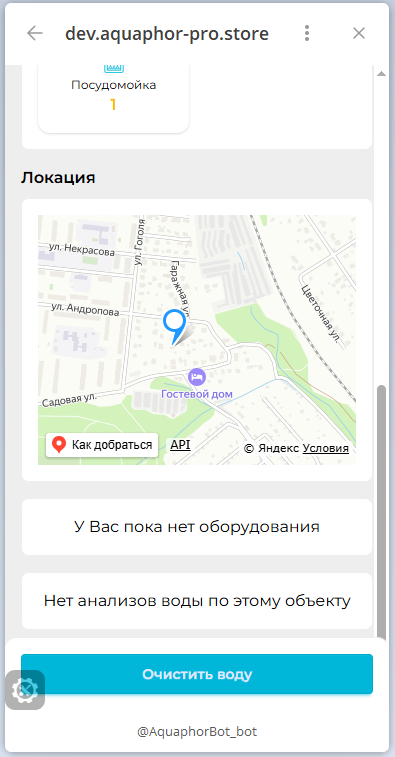 dev.aquaphor-pro.store
Посудомойка
1
Локация
ул. Некрасова
ул. Гоголя
Гаражная ул.
Цветочная ул.
ул. Андропова
Гостевой дом
Садовая ул.
Как добраться
API
© Яндекс Условия
У Вас пока нет оборудования
Нет анализов воды по этому объекту
Очистить воду
@AquaphorBot_bot